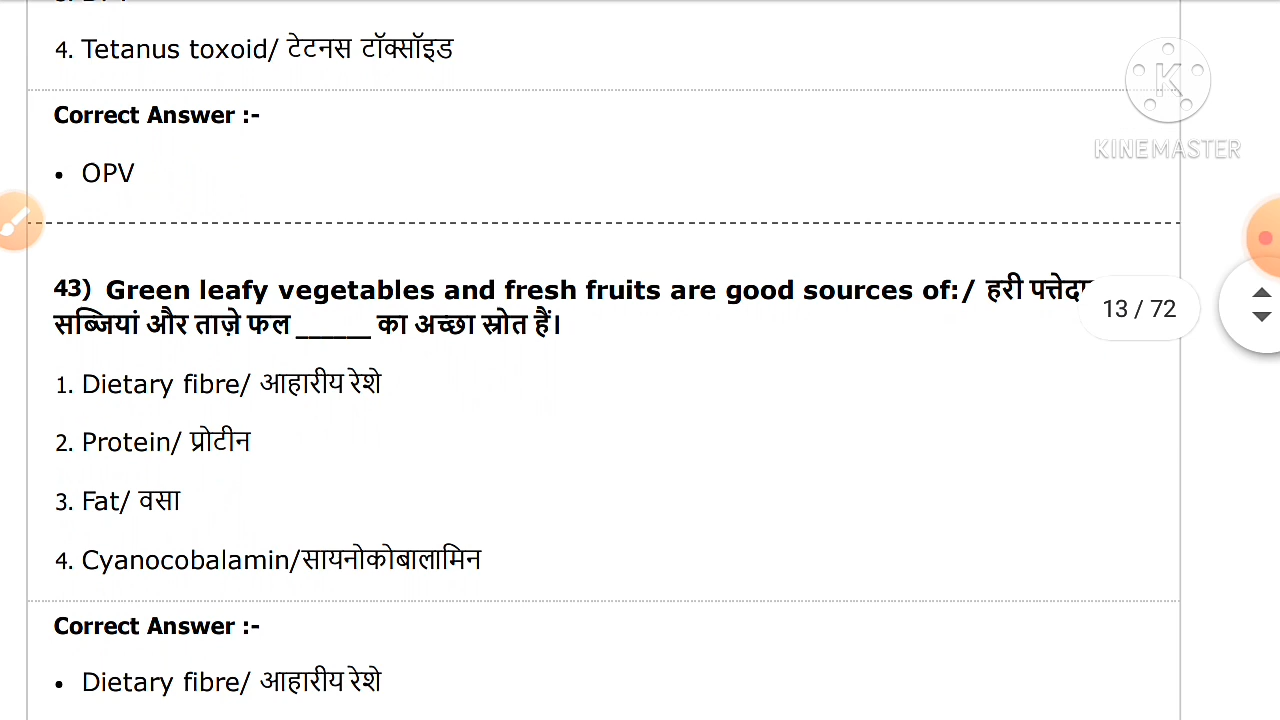 4. Tetanus toxoid/ टेटनस टॉक्सॉइड
Correct Answer :-
• OPV
KINEMASTER
43) Green leafy vegetables and fresh fruits are good sources of:/ हरी
सब्जियां और ताज़े फल ______ का अच्छा स्रोत हैं।
13 / 72
1. Dietary fibre/ आहारीय रेशे
2. Protein/ प्रोटीन
3. Fat/ वसा
4. Cyanocobalamin/सायनोकोबालामिन
Correct Answer :-
• Dietary fibre/ आहारीय रेशे